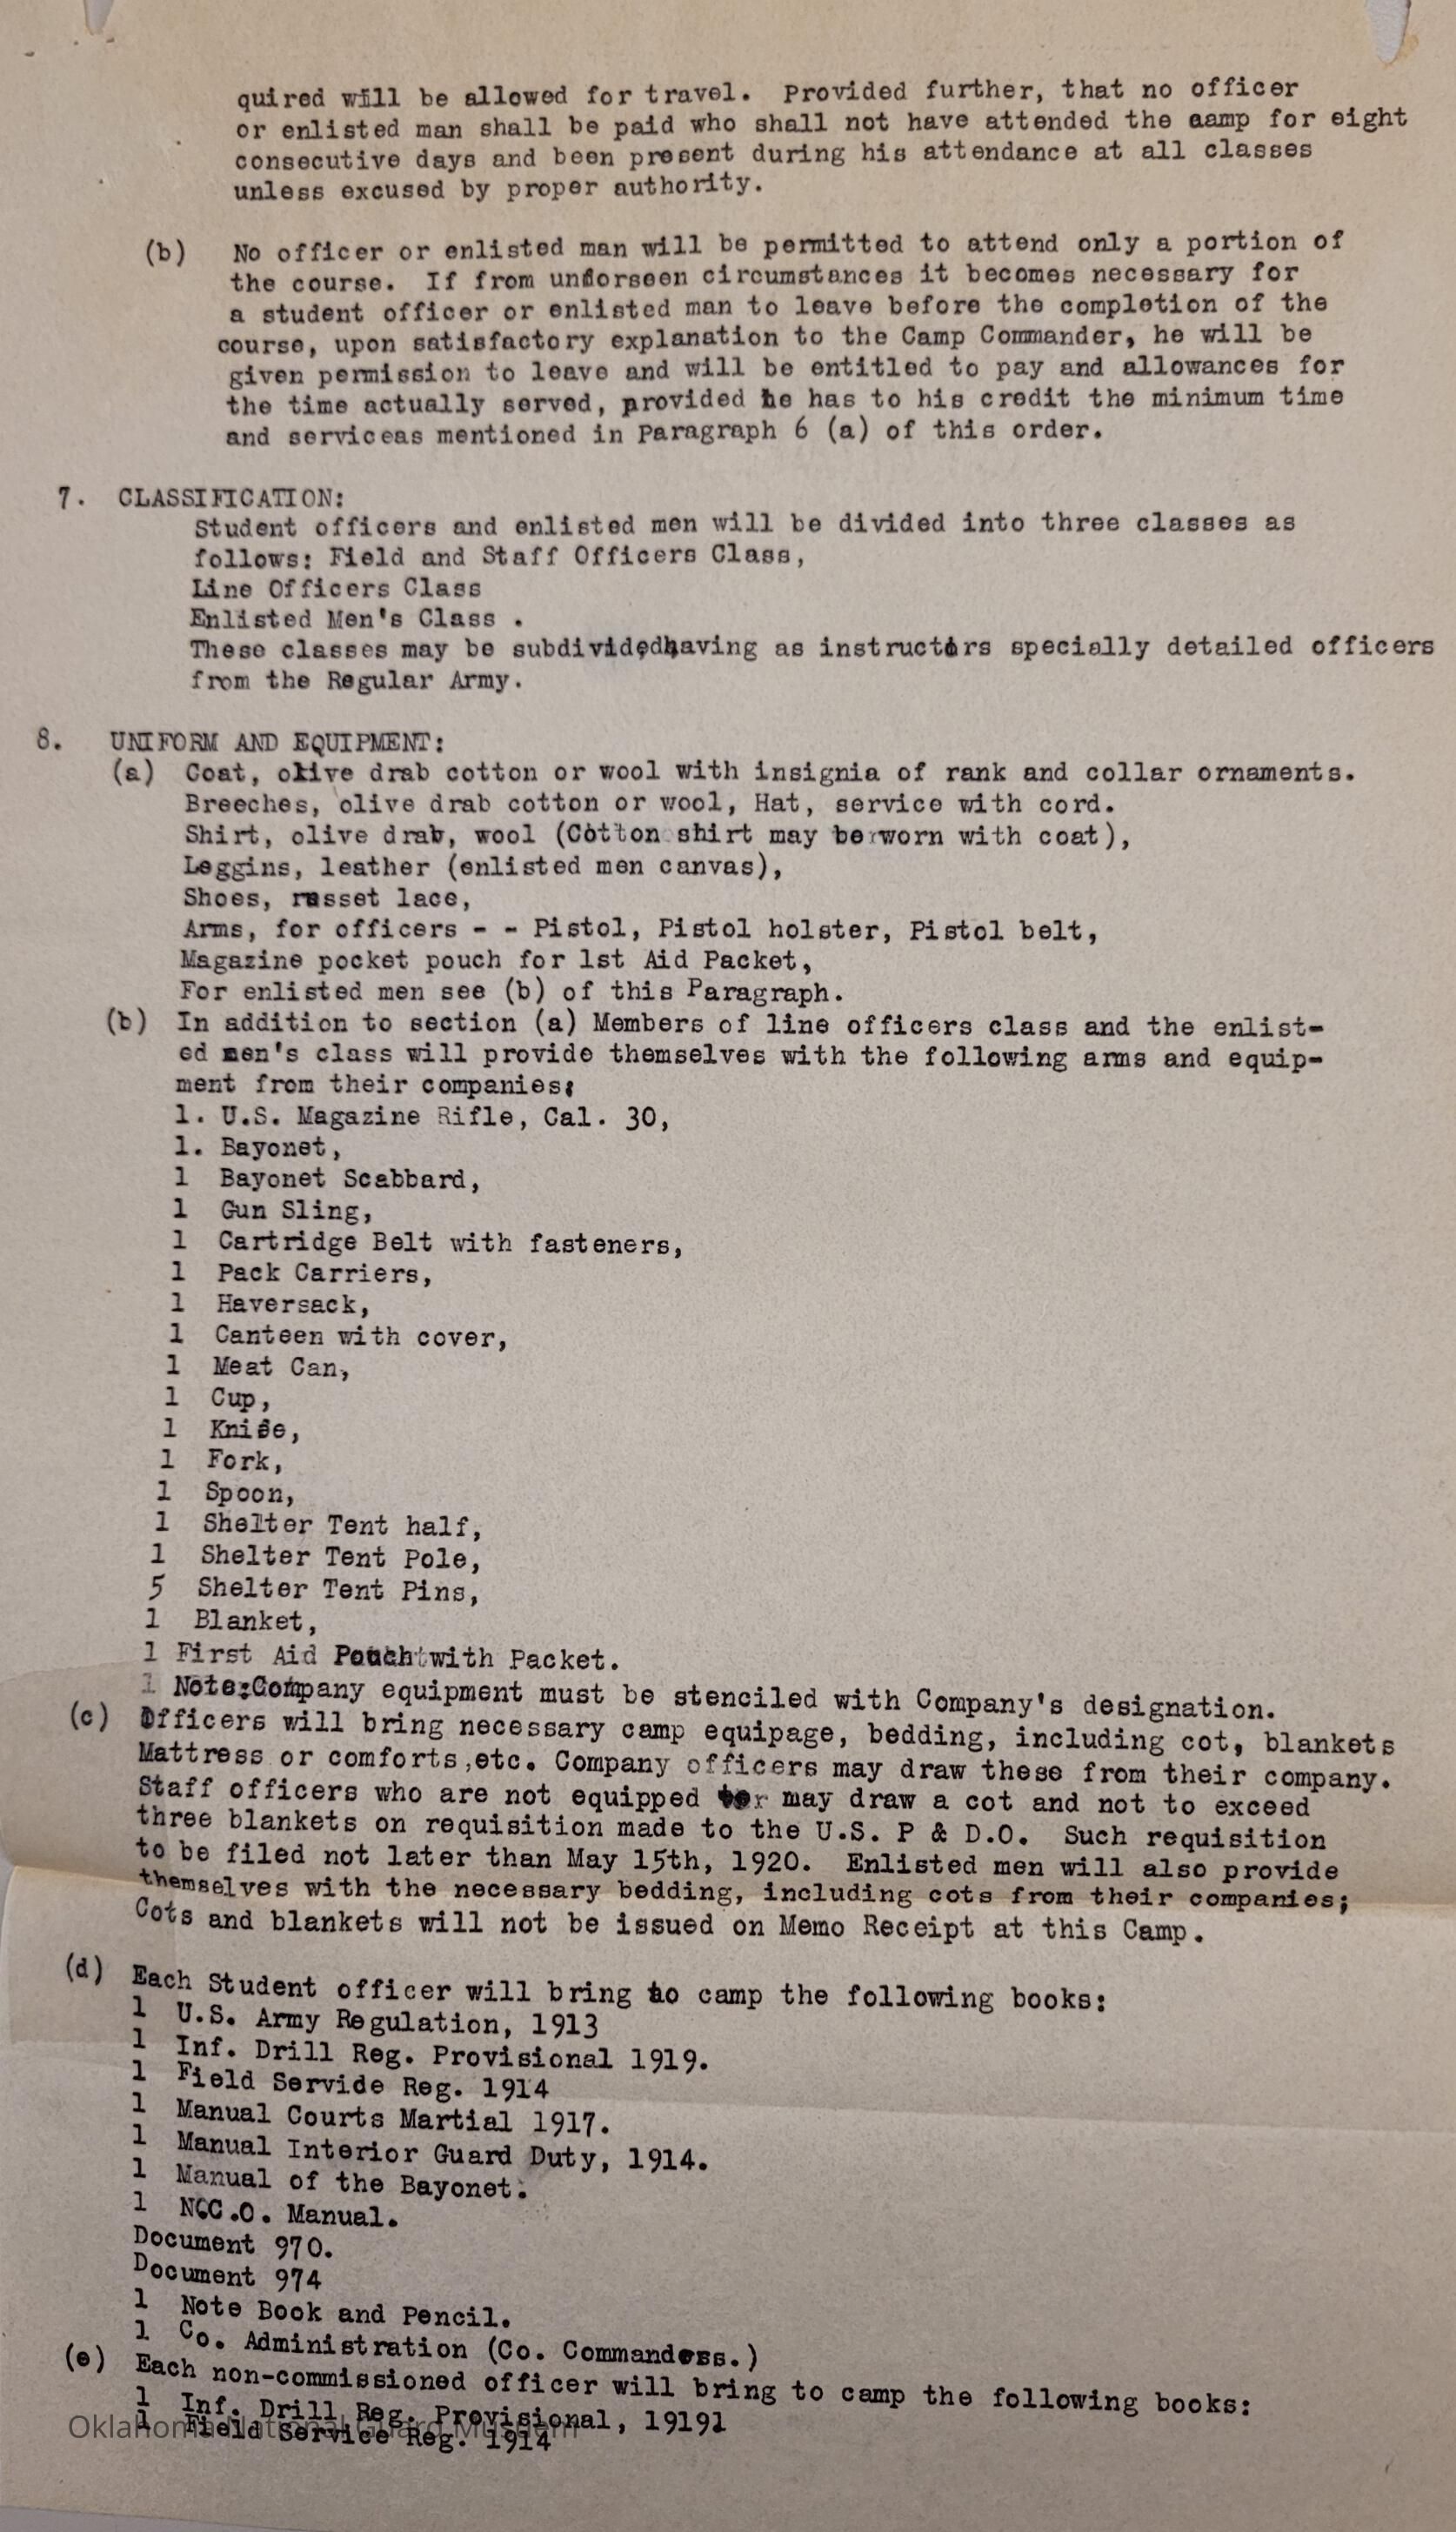 quired will be allowed for travel. Provided further, that no officer
or enlisted man shall be paid who shall not have attended the aamp for eight
consecutive days and been present during his attendance at all classes
unless excused by proper authority.
(b) No officer or enlisted man will be permitted to attend only a portion of
the course. If from unforseen circumstances it becomes necessary for
a student officer or enlisted man to leave before the completion of the
course, upon satisfactory explanation to the Camp Commander, he will be
given permission to leave and will be entitled to pay and allowances for
the time actually served, provided he has to his credit the minimum time
and serviceas mentioned in Paragraph 6 (a) of this order.
7. CLASSIFICATION:
Student officers and enlisted men will be divided into three classes as
follows: Field and Staff Officers Class,
Line Officers Class
Enlisted Men's Class .
These classes may be subdividedhaving as instructors specially detailed officers
from the Regular Army.
8. UNIFORM AND EQUIPMENT:
(a) Coat, olive drab cotton or wool with insignia of rank and collar ornaments.
Breeches, olive drab cotton or wool, Hat, service with cord.
Shirt, olive drab, wool (Cotton shirt may be worn with coat),
Leggins, leather (enlisted men canvas),
Shoes, russet lace,
Arms, for officers - - Pistol, Pistol holster, Pistol belt,
Magazine pocket pouch for 1st Aid Packet,
For enlisted men see (b) of this Paragraph.
(b) In addition to section (a) Members of line officers class and the enlist-
ed men's class will provide themselves with the following arms and equip-
ment from their companies:
1. U.S. Magazine Rifle, Cal. 30,
1. Bayonet,
1 Bayonet Scabbard,
1 Gun Sling,
1 Cartridge Belt with fasteners,
1 Pack Carriers,
1 Haversack,
1 Canteen with cover,
1 Meat Can,
1 Cup,
1 Knife,
1 Fork,
1 Spoon,
1 Shelter Tent half,
1 Shelter Tent Pole,
5 Shelter Tent Pins,
1 Blanket,
1 First Aid Pouch with Packet.
1 Note:Company equipment must be stenciled with Company's designation.
(c) Officers will bring necessary camp equipage, bedding, including cot, blankets
Mattress or comforts,etc. Company officers may draw these from their company.
Staff officers who are not equipped may draw a cot and not to exceed
three blankets on requisition made to the U.S. P & D.O. Such requisition
to be filed not later than May 15th, 1920. Enlisted men will also provide
themselves with the necessary bedding, including cots from their companies;
Cots and blankets will not be issued on Memo Receipt at this Camp.
(d) Each Student officer will bring to camp the following books:
1 U.S. Army Regulation, 1913
1 Inf. Drill Reg. Provisional 1919.
1 Field Servide Reg. 1914
1 Manual Courts Martial 1917.
1 Manual Interior Guard Duty, 1914.
1 Manual of the Bayonet.
1 N.C.O. Manual.
Document 970.
Document 974
1 Note Book and Pencil.
1 Co. Administration (Co. Commanders.)
(e) Each non-commissioned officer will bring to camp the following books:
1 Inf. Drill Reg. Provisional, 19191
1 Field Service Reg. 1914
Oklahoma National Guard Museum